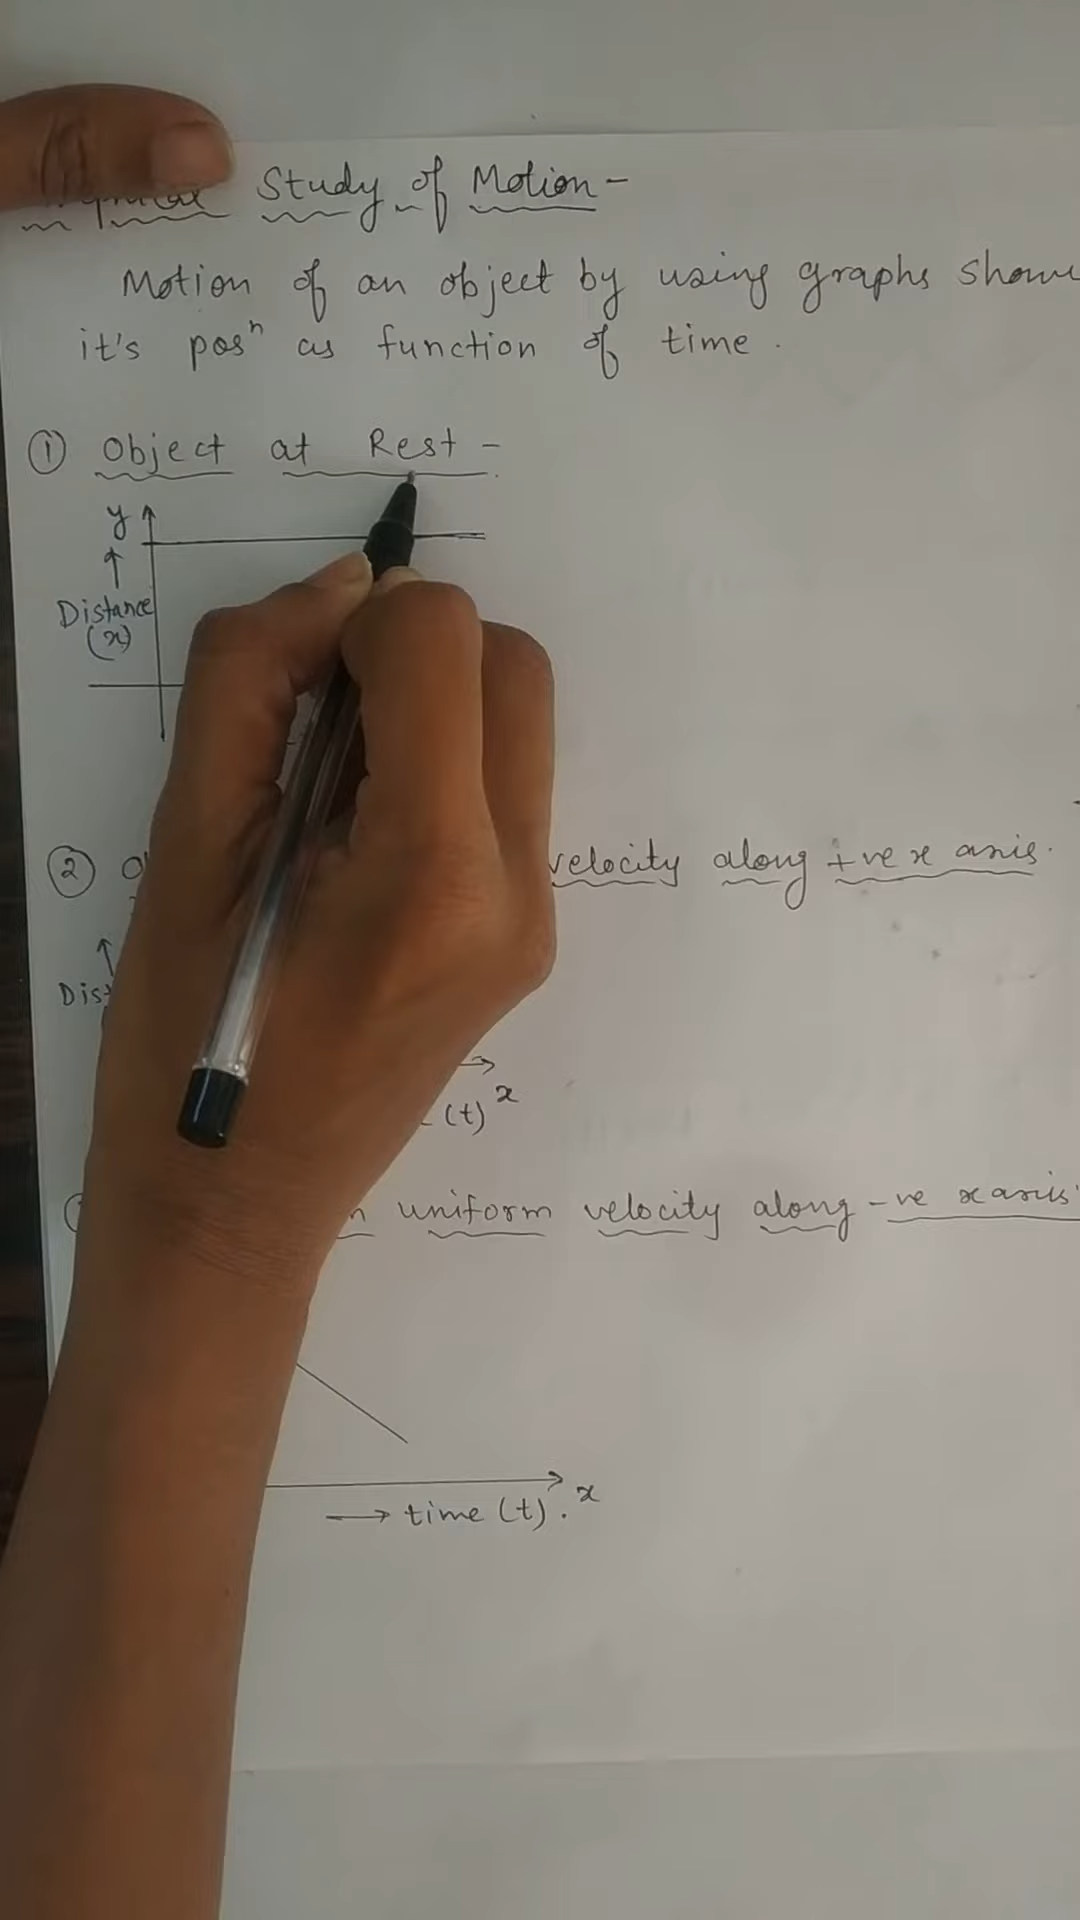 Study of Motion -
Motion of an object by using graphs shows
it's posⁿ as function of time .
① Object at Rest -
y
Distance
(x)
② velocity along +ve x axis.
(t) x
uniform velocity along -ve x axis.
time (t) . x